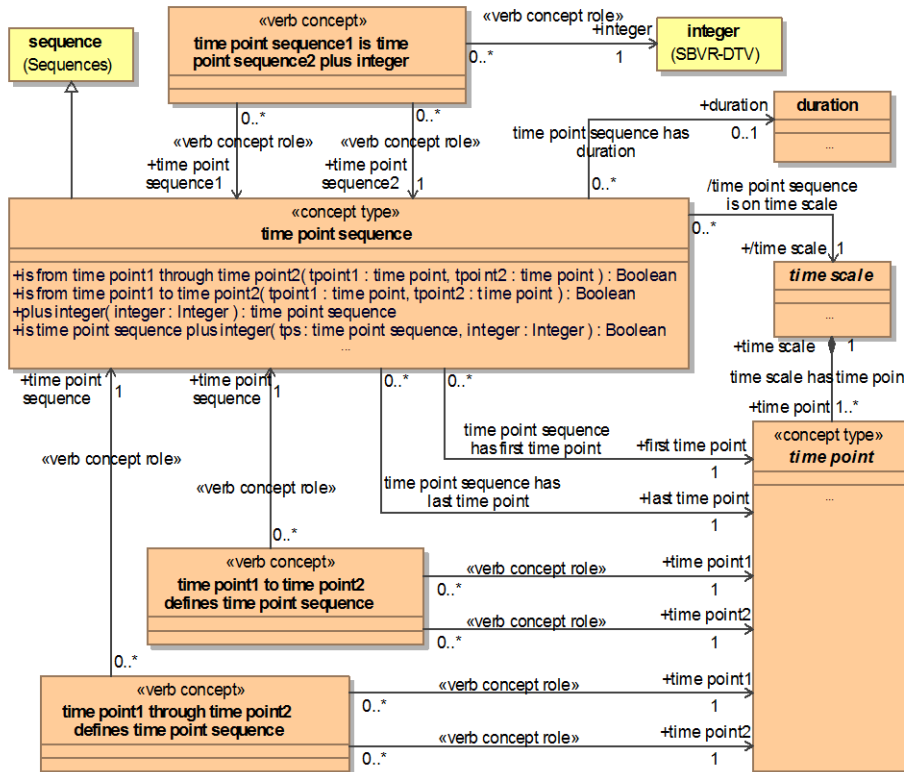 sequence
(Sequences)
«verb concept»
time point sequence1 is time
point sequence2 plus integer
«verb concept role»
+integer
0..*
1
integer
(SBVR-DTV)
0..*
0..*
«verb concept role»
«verb concept role»
+time point
sequence1
1
+time point
sequence2
1
+duration
time point sequence has
duration
0..1
0..*
duration
...
/time point sequence
is on time scale
0..*
+/time scale
1
«concept type»
time point sequence
+is from time point1 through time point2( tpoint1 : time point, tpoint2 : time point ) : Boolean
+is from time point1 to time point2( tpoint1 : time point, tpoint2 : time point ) : Boolean
+plus integer( integer : Integer ) : time point sequence
+is time point sequence plus integer( tps : time point sequence, integer : Integer ) : Boolean
...
time scale
...
+time scale
1
time scale has time point
+time point
1..*
+time point
sequence
1
+time point
sequence
1
0..*
0..*
time point sequence
has first time point
+first time point
1
time point sequence has
last time point
+last time point
1
«concept type»
time point
...
«verb concept role»
«verb concept role»
0..*
«verb concept»
time point1 to time point2
defines time point sequence
«verb concept role»
+time point1
0..*
1
«verb concept role»
+time point2
0..*
1
0..*
«verb concept»
time point1 through time point2
defines time point sequence
«verb concept role»
+time point1
0..*
1
«verb concept role»
+time point2
0..*
1